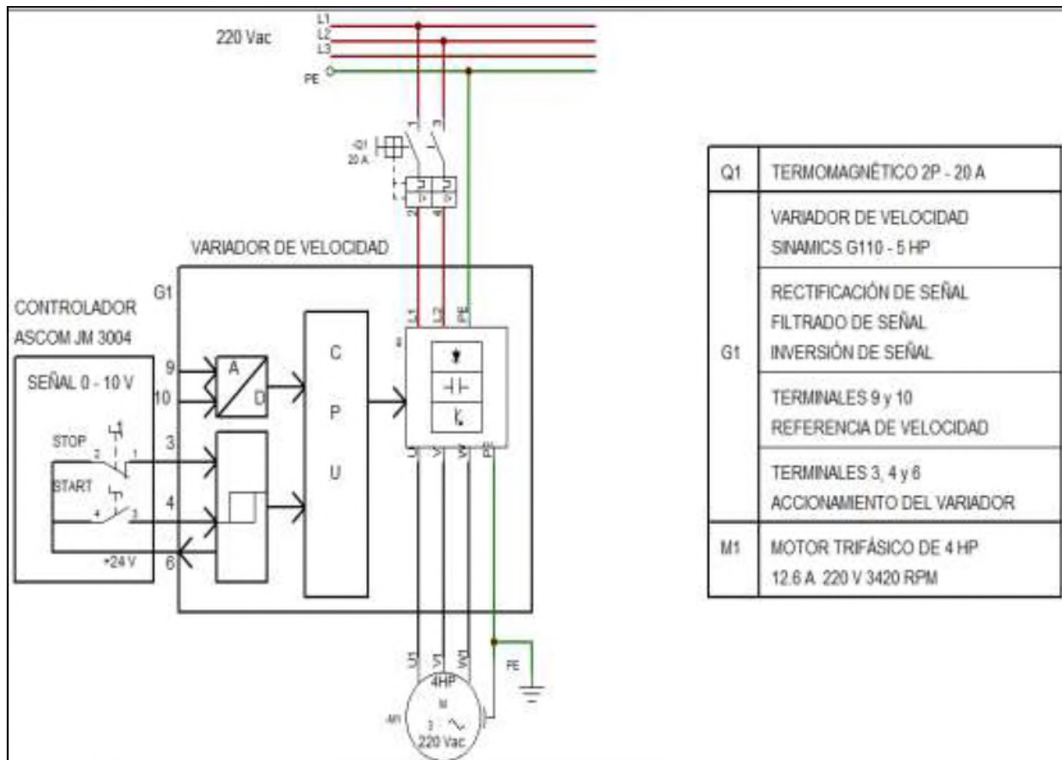 L1
220 Vac
L2
L3
PE
1
3
-Q1
20 A
2
4
VARIADOR DE VELOCIDAD
G1
L1
L2
PE
CONTROLADOR
ASCOM JM 3004
SEÑAL 0 - 10 V
9
10
A
D
C
P
U
STOP
2
1
3
START
4
3
4
+24 V
6
U
V
W
PE
U1
V1
W1
PE
4HP
-M1
M
3
220 Vac
Q1
TERMOMAGNÉTICO 2P - 20 A
VARIADOR DE VELOCIDAD
SINAMICS G110 - 5 HP
G1
RECTIFICACIÓN DE SEÑAL
FILTRADO DE SEÑAL
INVERSIÓN DE SEÑAL
TERMINALES 9 y 10
REFERENCIA DE VELOCIDAD
TERMINALES 3, 4 y 6
ACCIONAMIENTO DEL VARIADOR
M1
MOTOR TRIFÁSICO DE 4 HP
12.6 A 220 V 3420 RPM